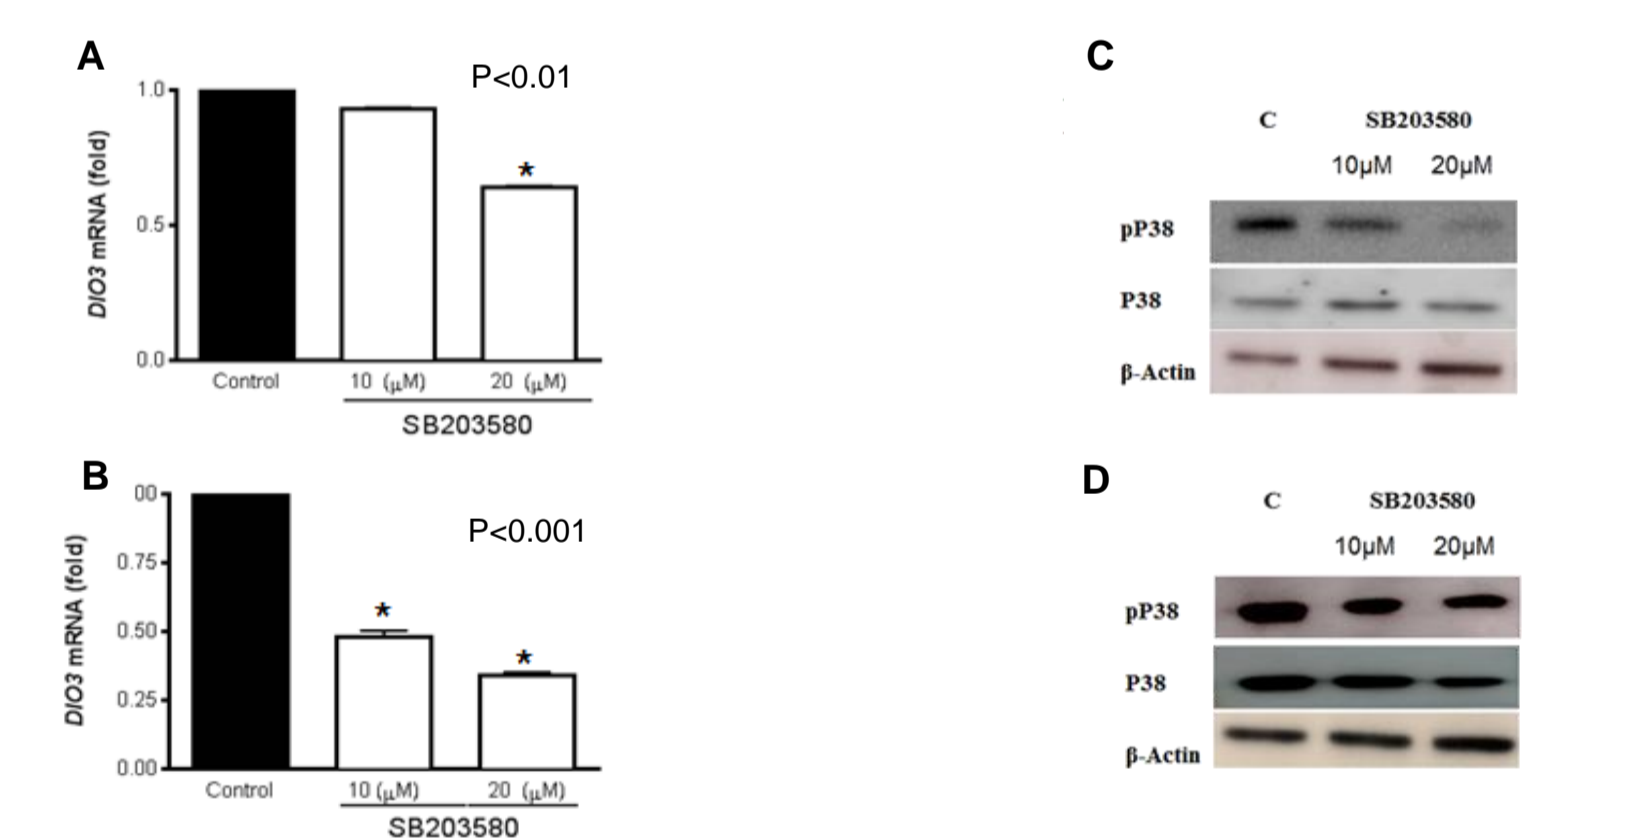 A
P<0.01
1.0
0.5
0.0
DIO3 mRNA (fold)
*
Control
10 (μM)
20 (μM)
SB203580
B
P<0.001
00
0.75
0.50
0.25
0.00
DIO3 mRNA (fold)
*
*
Control
10 (μM)
20 (μM)
SB203580
C
C SB203580
10μM 20μM
pP38
P38
β-Actin
D
C SB203580
10μM 20μM
pP38
P38
β-Actin